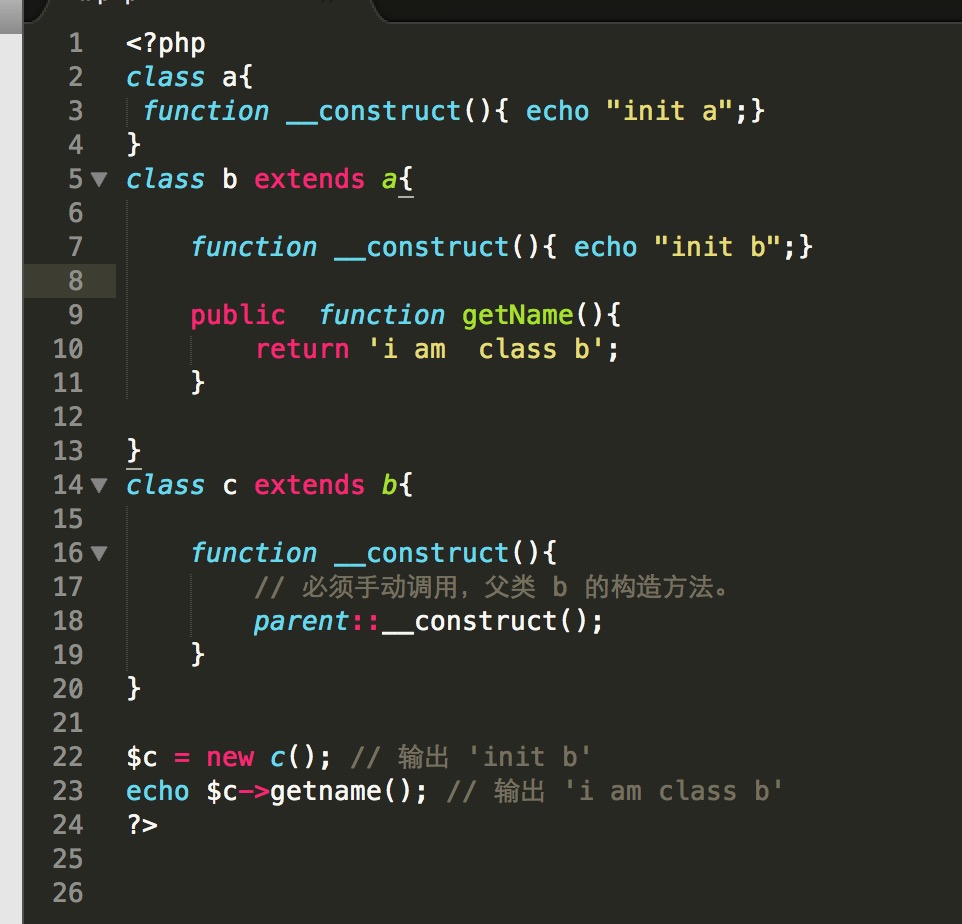 1 <?php
2 class a{
3 function __construct(){ echo "init a";}
4 }
5 class b extends a{
6
7 function __construct(){ echo "init b";}
8
9 public  function getName(){
10 return 'i am  class b';
11 }
12
13 }
14 class c extends b{
15
16 function __construct(){
17 // 必须手动调用，父类 b 的构造方法。
18 parent::__construct();
19 }
20 }
21
22 $c = new c(); // 输出 'init b'
23 echo $c->getname(); // 输出 'i am class b'
24 ?>
25
26